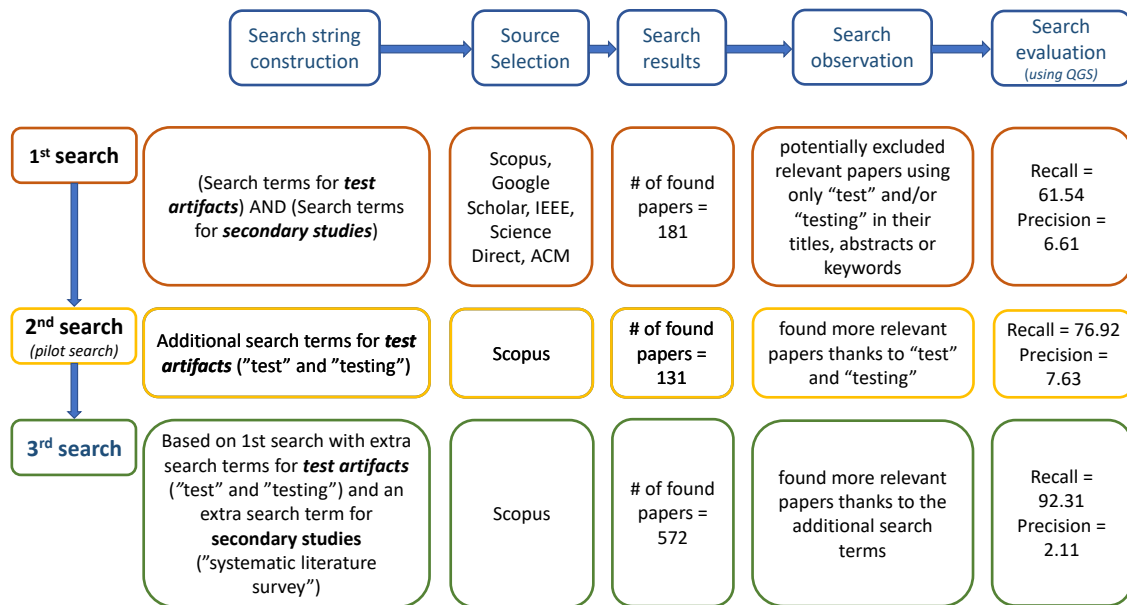 Search string
construction
Source
Selection
Search
results
Search
observation
Search
evaluation
(using QGS)
1st search
(Search terms for test
artifacts) AND (Search terms
for secondary studies)
Scopus,
Google
Scholar, IEEE,
Science
Direct, ACM
# of found
papers =
181
potentially excluded
relevant papers using
only “test” and/or
“testing” in their
titles, abstracts or
keywords
Recall =
61.54
Precision =
6.61
2nd search
(pilot search)
Additional search terms for test
artifacts (”test” and ”testing”)
Scopus
# of found
papers =
131
found more relevant
papers thanks to “test”
and “testing”
Recall = 76.92
Precision =
7.63
3rd search
Based on 1st search with extra
search terms for test artifacts
(”test” and ”testing”) and an
extra search term for
secondary studies
(”systematic literature
survey”)
Scopus
# of found
papers =
572
found more relevant
papers thanks to the
additional search
terms
Recall =
92.31
Precision =
2.11